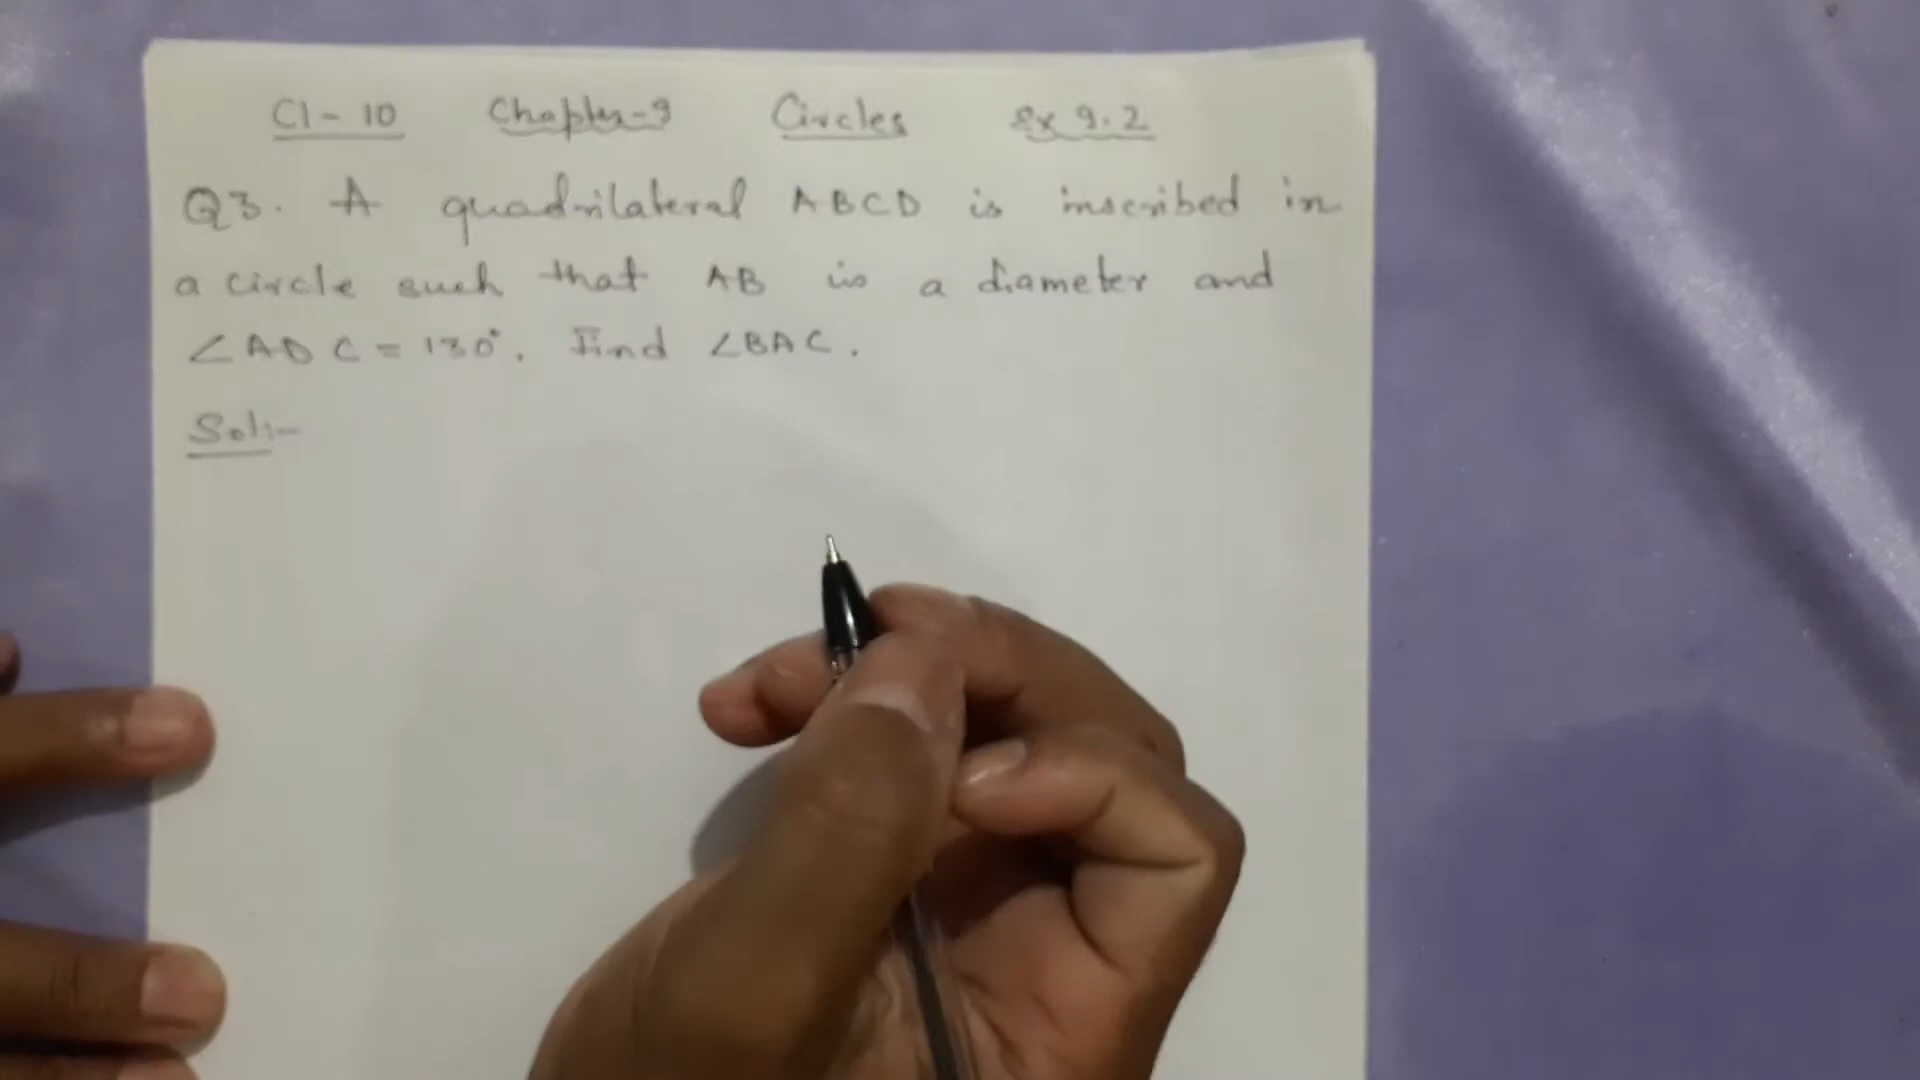 Cl - 10 Chapter-9 Circles Ex 9.2
Q3. A quadrilateral ABCD is inscribed in
a circle such that AB is a diameter and
∠ADC = 130°. Find ∠BAC.
Sol:-